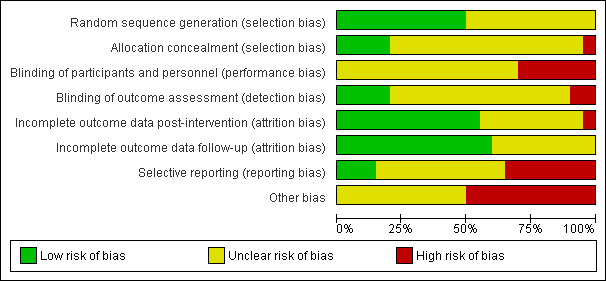 Random sequence generation (selection bias)
Allocation concealment (selection bias)
Blinding of participants and personnel (performance bias)
Blinding of outcome assessment (detection bias)
Incomplete outcome data post-intervention (attrition bias)
Incomplete outcome data follow-up (attrition bias)
Selective reporting (reporting bias)
Other bias
0% 25% 50% 75% 100%
Low risk of bias Unclear risk of bias High risk of bias